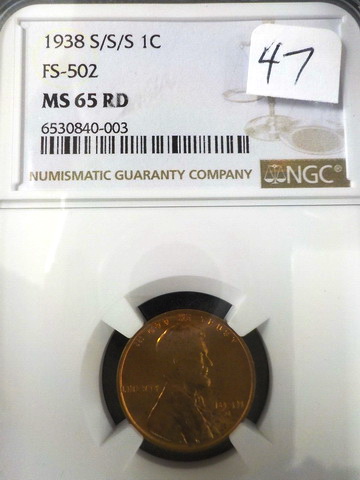 1938 S/S/S 1C
47
FS-502
MS 65 RD
6530840-003
NUMISMATIC GUARANTY COMPANY
NGC®
LIBERTY